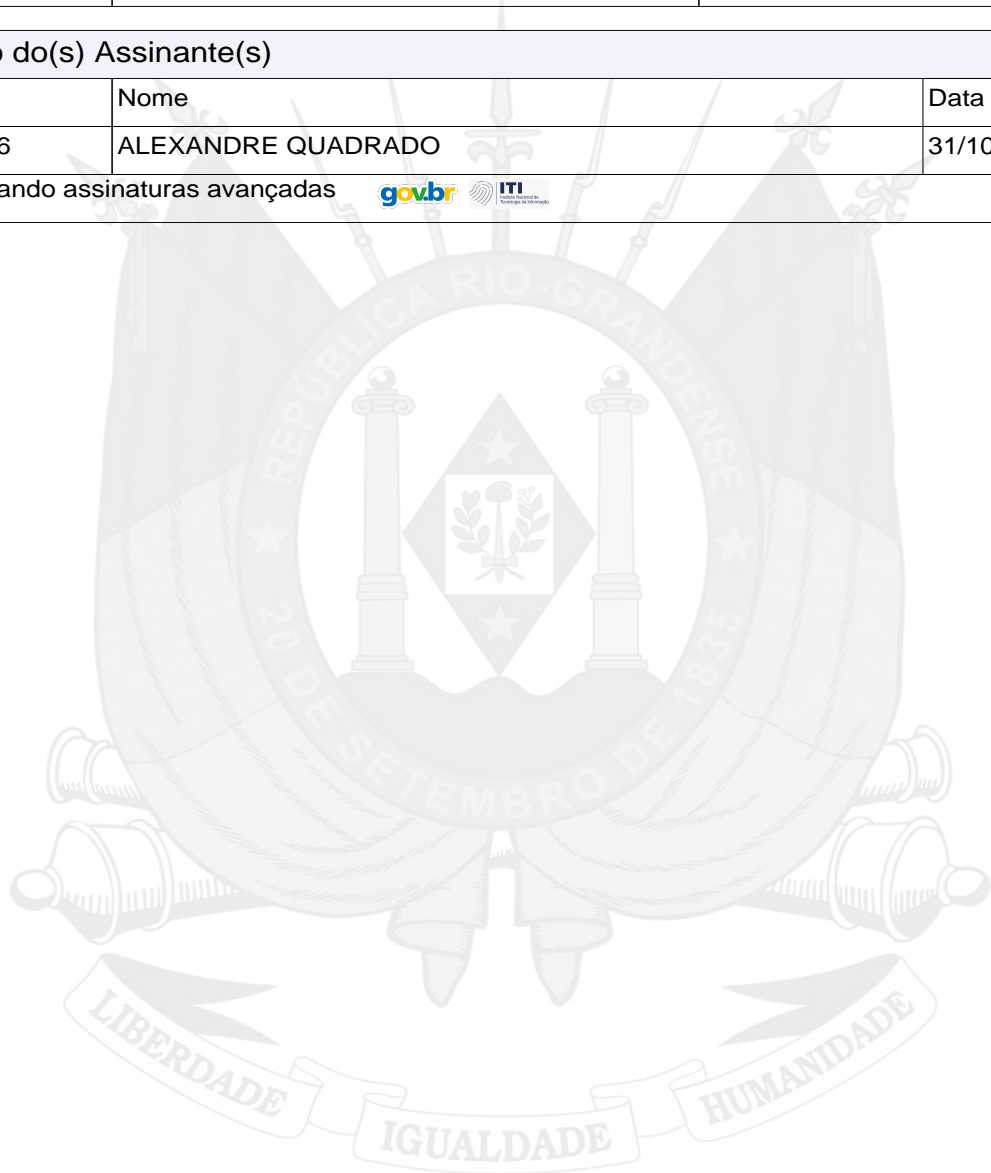 o do(s) Assinante(s)
Nome
Data
6
ALEXANDRE QUADRADO
31/10
ando assinaturas avançadas
gov.br
ITI
REPÚBLICA RIO-GRANDENSE
20 DE SETEMBRO DE 1835
LIBERDADE
IGUALDADE
HUMANIDADE